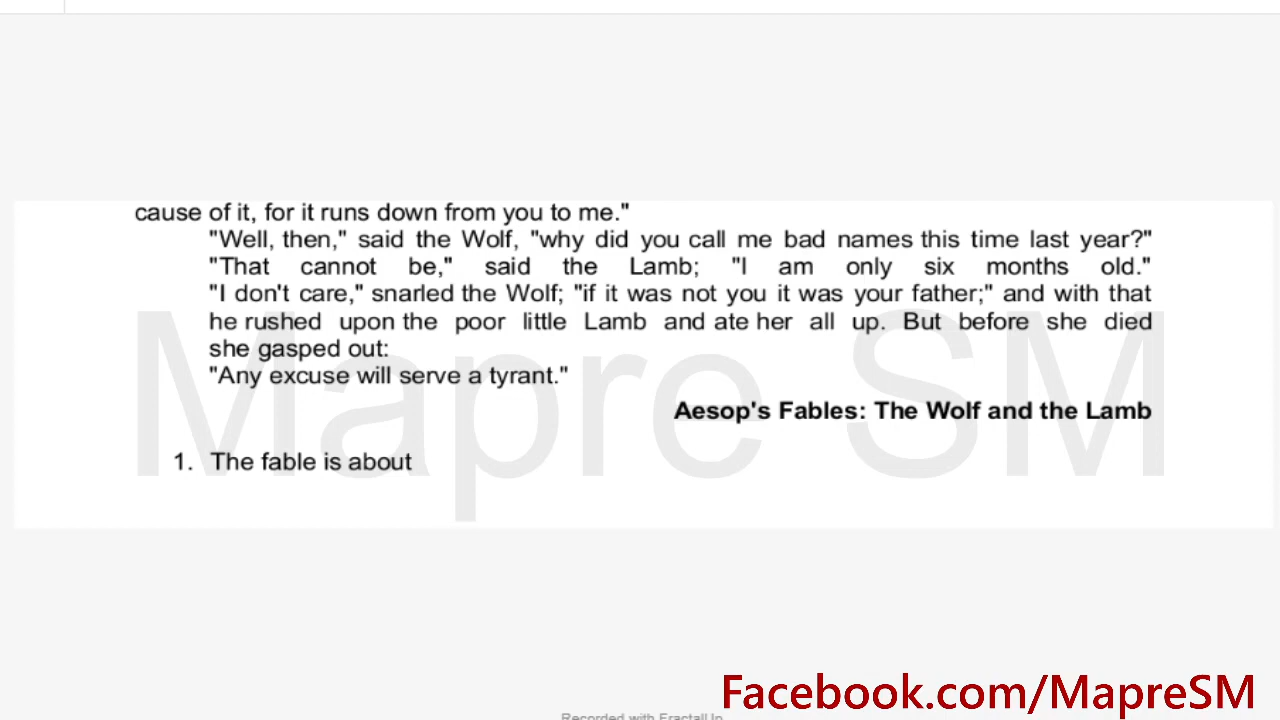 cause of it, for it runs down from you to me."
"Well, then," said the Wolf, "why did you call me bad names this time last year?"
"That cannot be," said the Lamb; "I am only six months old."
"I don't care," snarled the Wolf; "if it was not you it was your father;" and with that
he rushed upon the poor little Lamb and ate her all up. But before she died
she gasped out:
"Any excuse will serve a tyrant."
Aesop's Fables: The Wolf and the Lamb
1. The fable is about
Mapre SM
Facebook.com/MapreSM
Recorded with